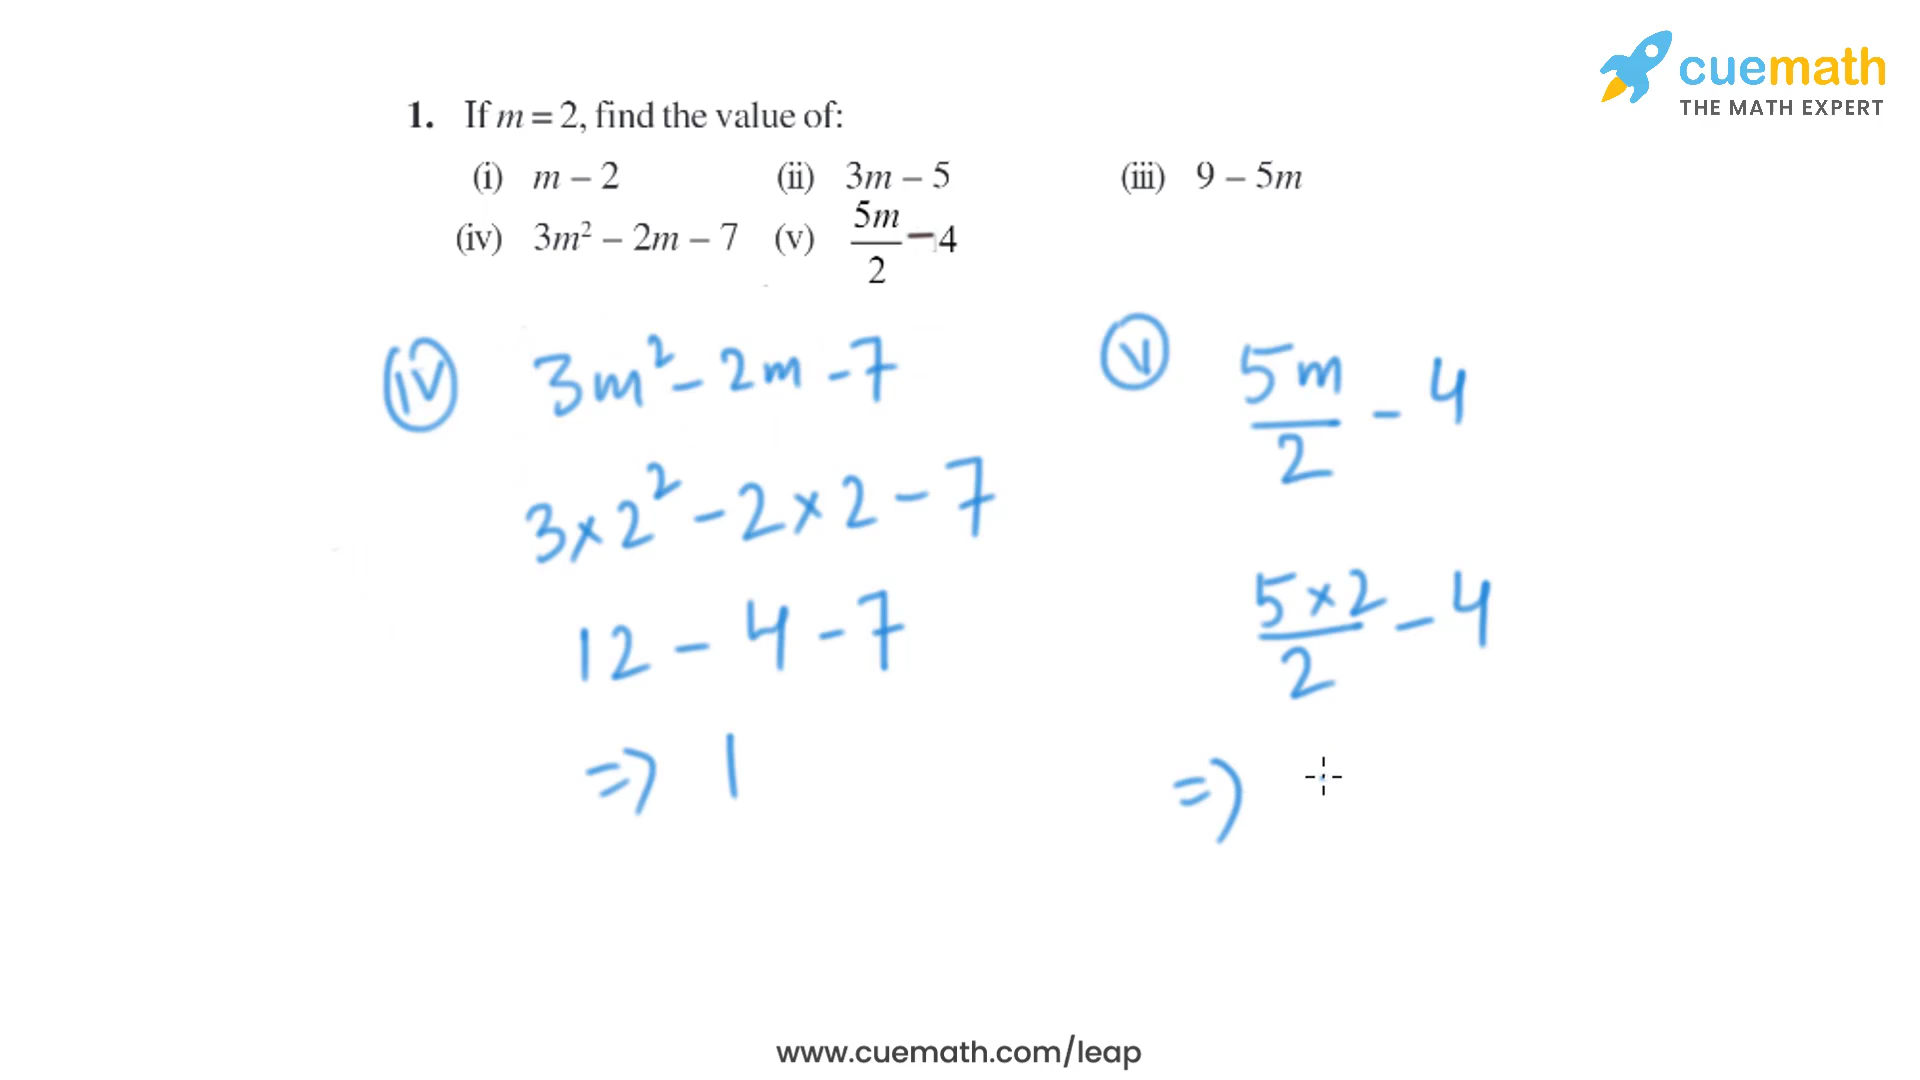 cuemath
THE MATH EXPERT
1. If m = 2, find the value of:
(i) m – 2 (ii) 3m – 5 (iii) 9 – 5m
(iv) 3m² – 2m – 7 (v) 5m/2 – 4
(iv) 3m² - 2m - 7
3×2² - 2×2 - 7
12 - 4 - 7
=> 1
(v) 5m/2 - 4
5×2/2 - 4
=>
www.cuemath.com/leap